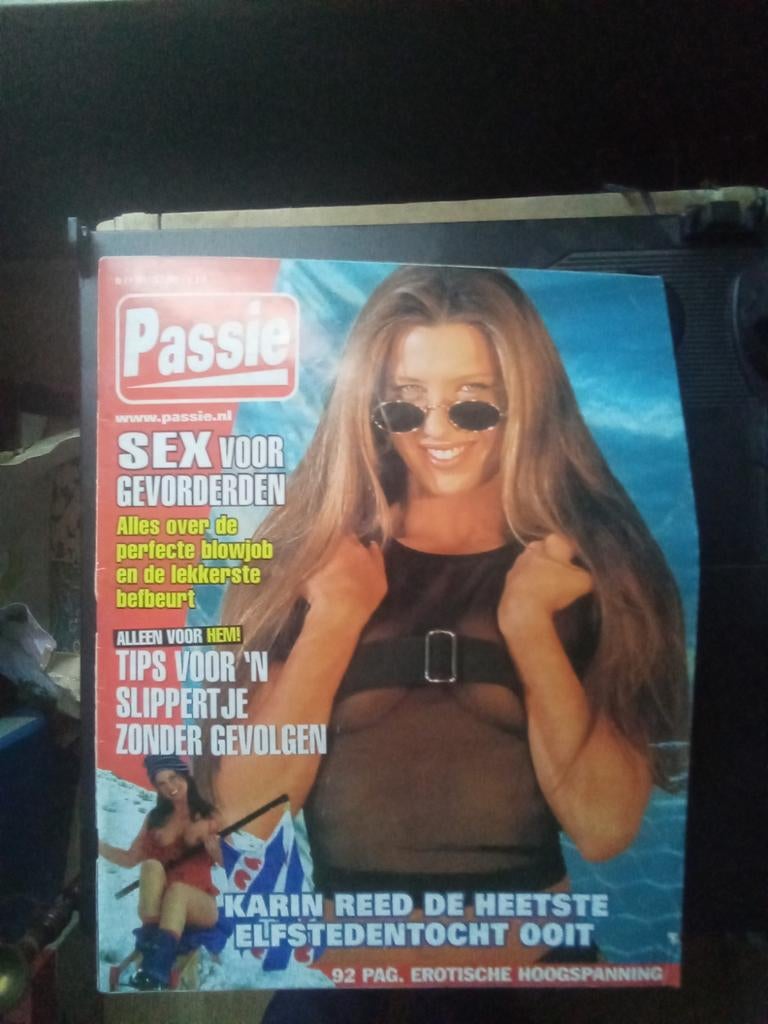 Passie
www.passie.nl
SEX VOOR
GEVORDERDEN
Alles over de
perfecte blowjob
en de lekkerste
befbeurt
ALLEEN VOOR HEM!
TIPS VOOR 'N
SLIPPERTJE
ZONDER GEVOLGEN
KARIN REED DE HEETSTE
ELFSTEDENTOCHT OOIT
92 PAG. EROTISCHE HOOGSPANNING